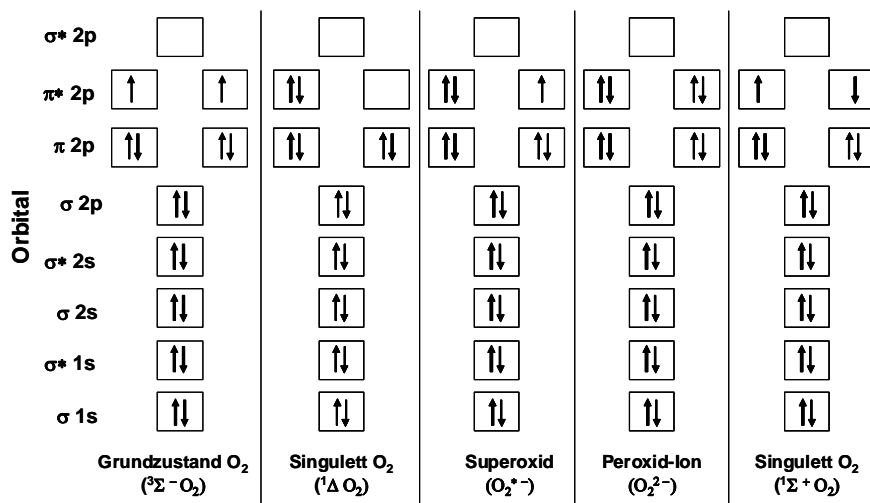 σ* 2p
π* 2p
π 2p
σ 2p
σ* 2s
σ 2s
σ* 1s
σ 1s
Orbital
Grundzustand O₂
(³Σ⁻O₂)
Singulett O₂
(¹Δ O₂)
Superoxid
(O₂•⁻)
Peroxid-Ion
(O₂²⁻)
Singulett O₂
(¹Σ⁺O₂)